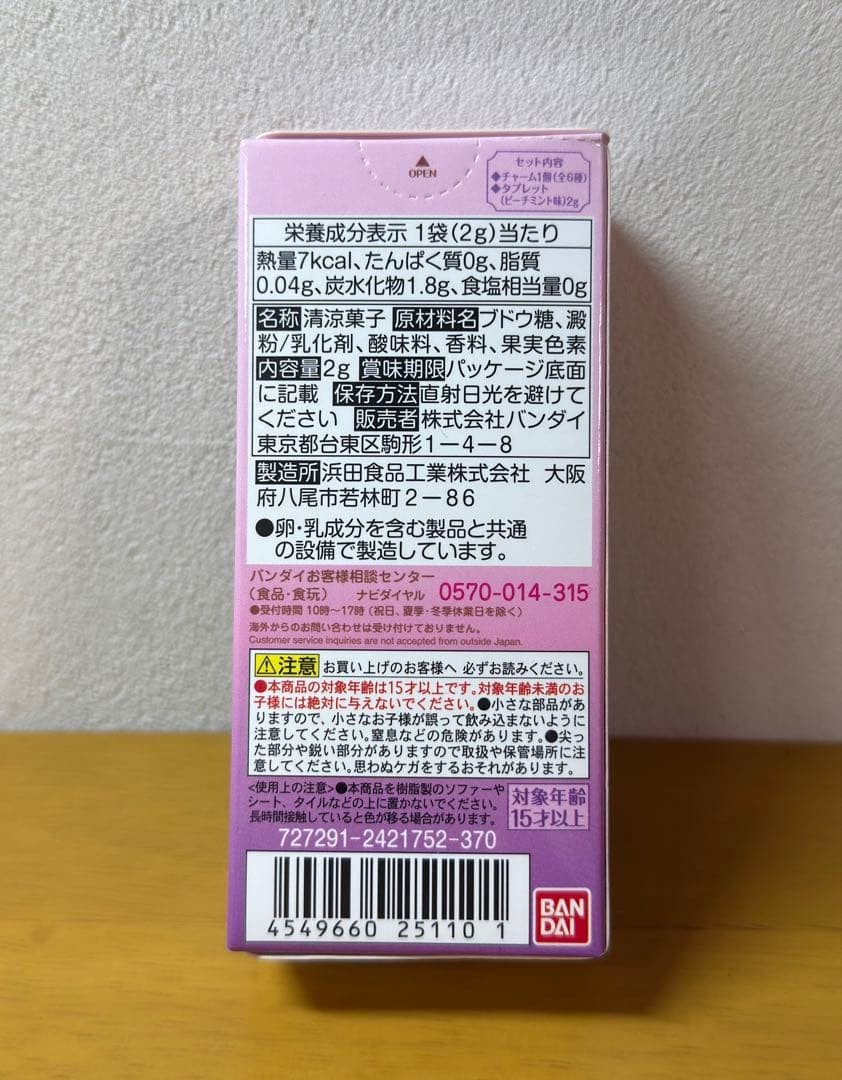 ▲
OPEN
セット内容
◆チャーム1個(全6種)
◆タブレット
(ピーチミント味)2g
栄養成分表示 1袋(2g)当たり
熱量7kcal、たんぱく質0g、脂質
0.04g、炭水化物1.8g、食塩相当量0g
名称 清涼菓子 原材料名 ブドウ糖、澱
粉/乳化剤、酸味料、香料、果実色素
内容量 2g 賞味期限 パッケージ底面
に記載 保存方法 直射日光を避けて
ください 販売者 株式会社バンダイ
東京都台東区駒形1-4-8
製造所 浜田食品工業株式会社 大阪
府八尾市若林町2-86
●卵・乳成分を含む製品と共通
の設備で製造しています。
バンダイお客様相談センター
(食品・食玩) ナビダイヤル 0570-014-315
●受付時間 10時~17時(祝日、夏季・冬季休業日を除く)
海外からのお問い合わせは受け付けておりません。
Customer service inquiries are not accepted from outside Japan.
⚠注意 お買い上げのお客様へ 必ずお読みください。
●本商品の対象年齢は15才以上です。対象年齢未満のお
子様には絶対に与えないでください。●小さな部品があ
りますので、小さなお子様が誤って飲み込まないように
注意してください。窒息などの危険があります。●尖っ
た部分や鋭い部分がありますので取扱や保管場所に注
意してください。思わぬケガをするおそれがあります。
<使用上の注意>●本商品を樹脂製のソファーや
シート、タイルなどの上に置かないでください。
長時間接触していると色が移る場合があります。
対象年齢
15才以上
727291-2421752-370
4549660 25110 1
BAN
DAI